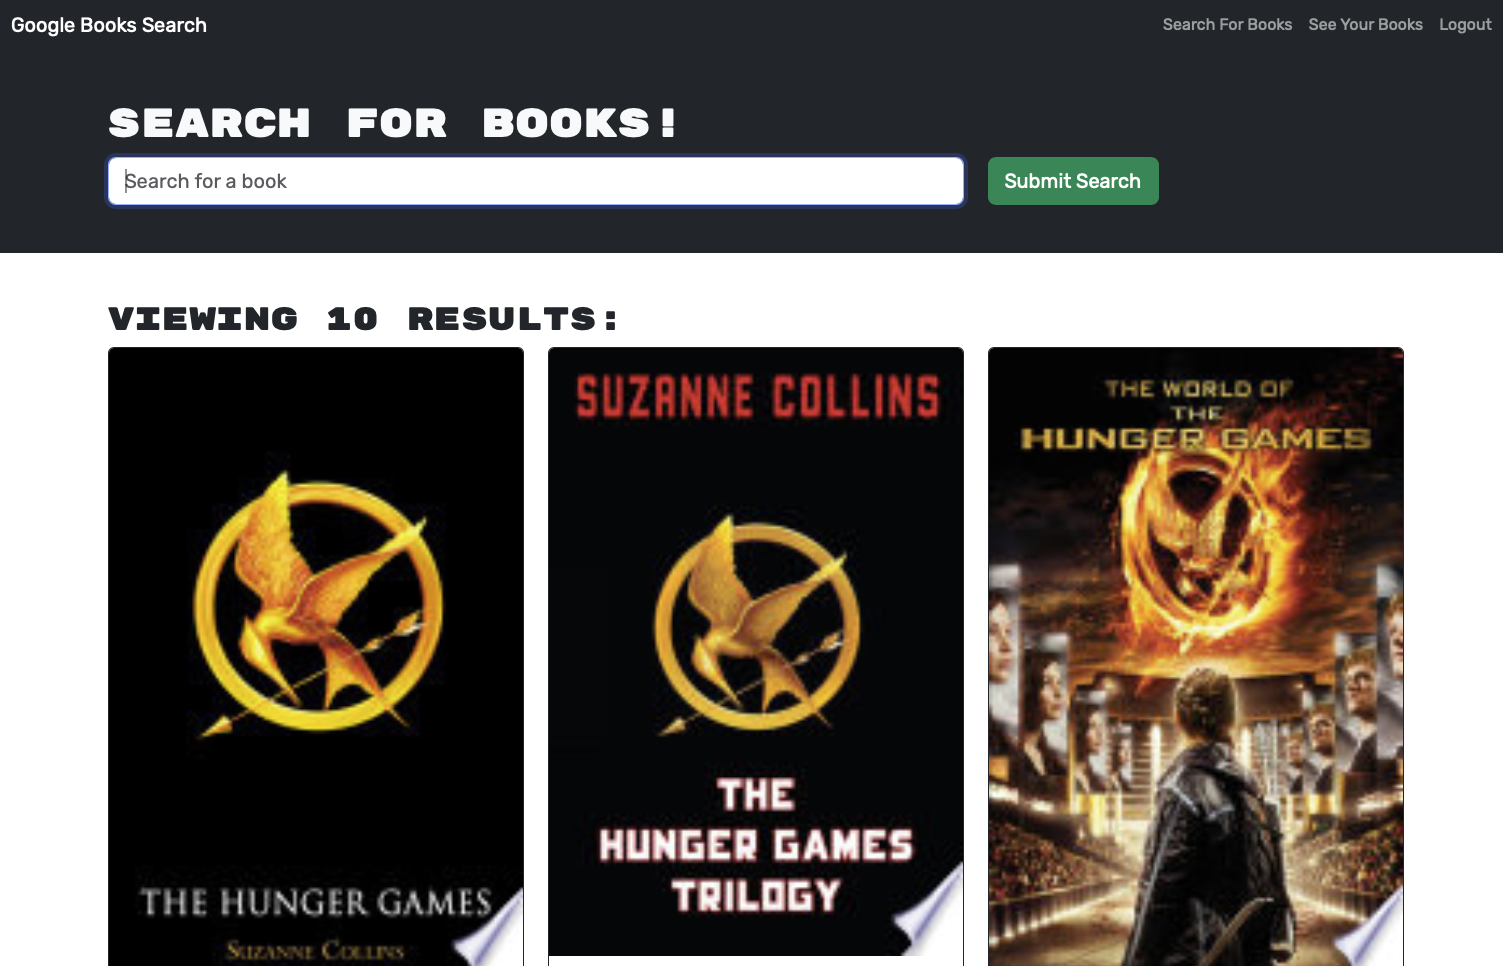 Google Books Search
Search For Books
See Your Books
Logout
SEARCH FOR BOOKS!
Search for a book
Submit Search
VIEWING 10 RESULTS:
THE HUNGER GAMES
SUZANNE COLLINS
SUZANNE COLLINS
THE
HUNGER GAMES
TRILOGY
THE WORLD OF
THE
HUNGER GAMES